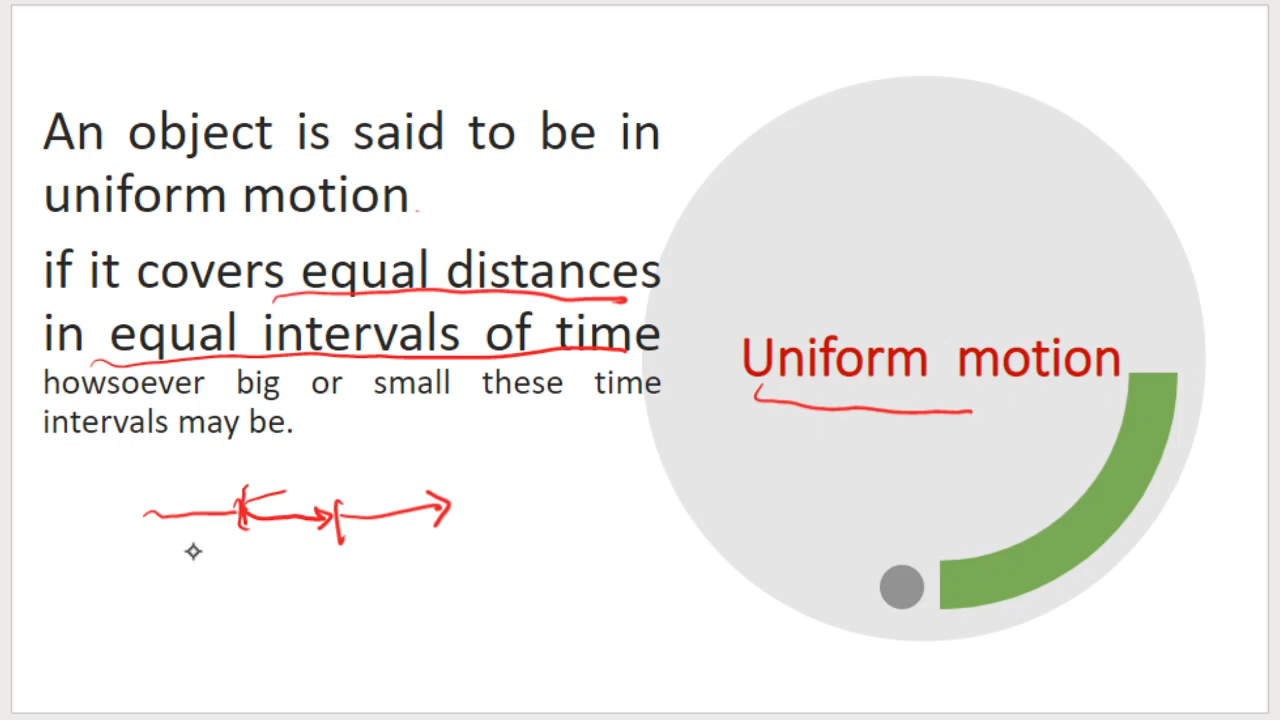 An object is said to be in
uniform motion
if it covers equal distances
in equal intervals of time
howsoever big or small these time
intervals may be.
Uniform motion